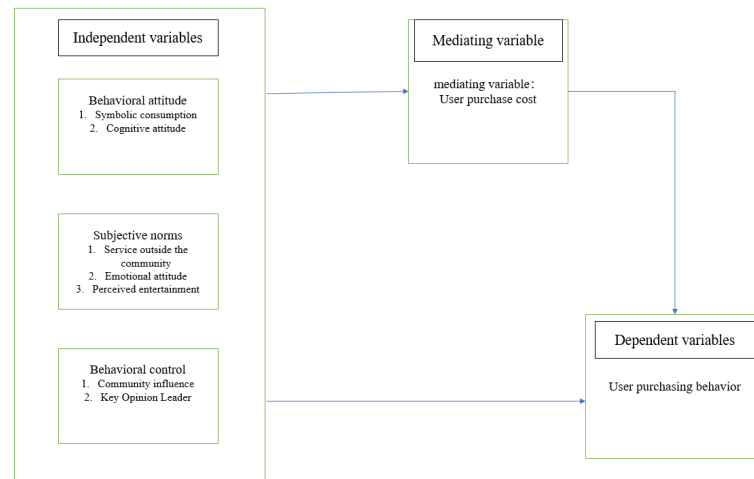 Independent variables
Behavioral attitude
1. Symbolic consumption
2. Cognitive attitude
Subjective norms
1. Service outside the
community
2. Emotional attitude
3. Perceived entertainment
Behavioral control
1. Community influence
2. Key Opinion Leader
Mediating variable
mediating variable：
User purchase cost
Dependent variables
User purchasing behavior